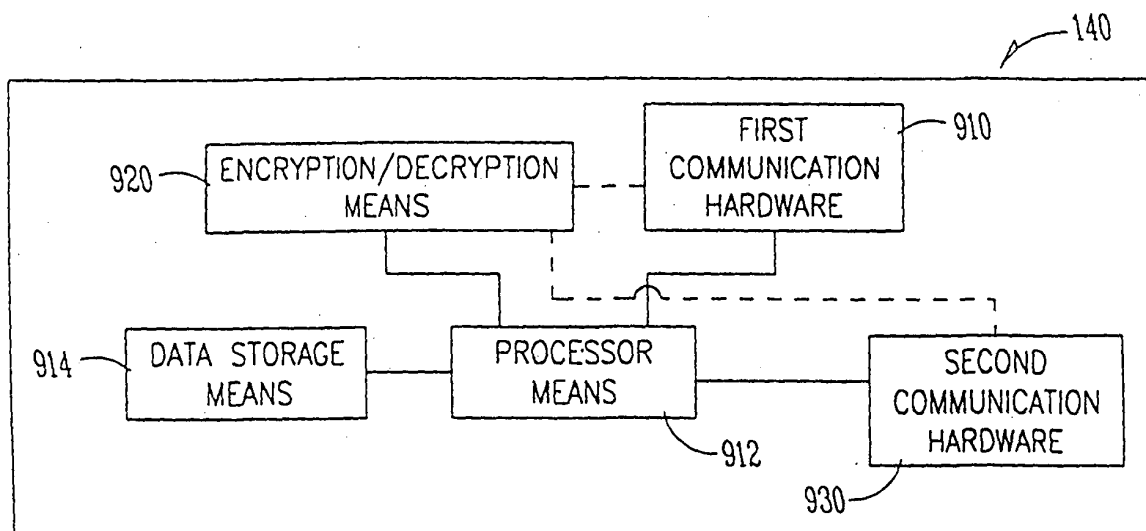 140
FIRST
COMMUNICATION
HARDWARE
910
920
ENCRYPTION/DECRYPTION
MEANS
914
DATA STORAGE
MEANS
PROCESSOR
MEANS
912
SECOND
COMMUNICATION
HARDWARE
930